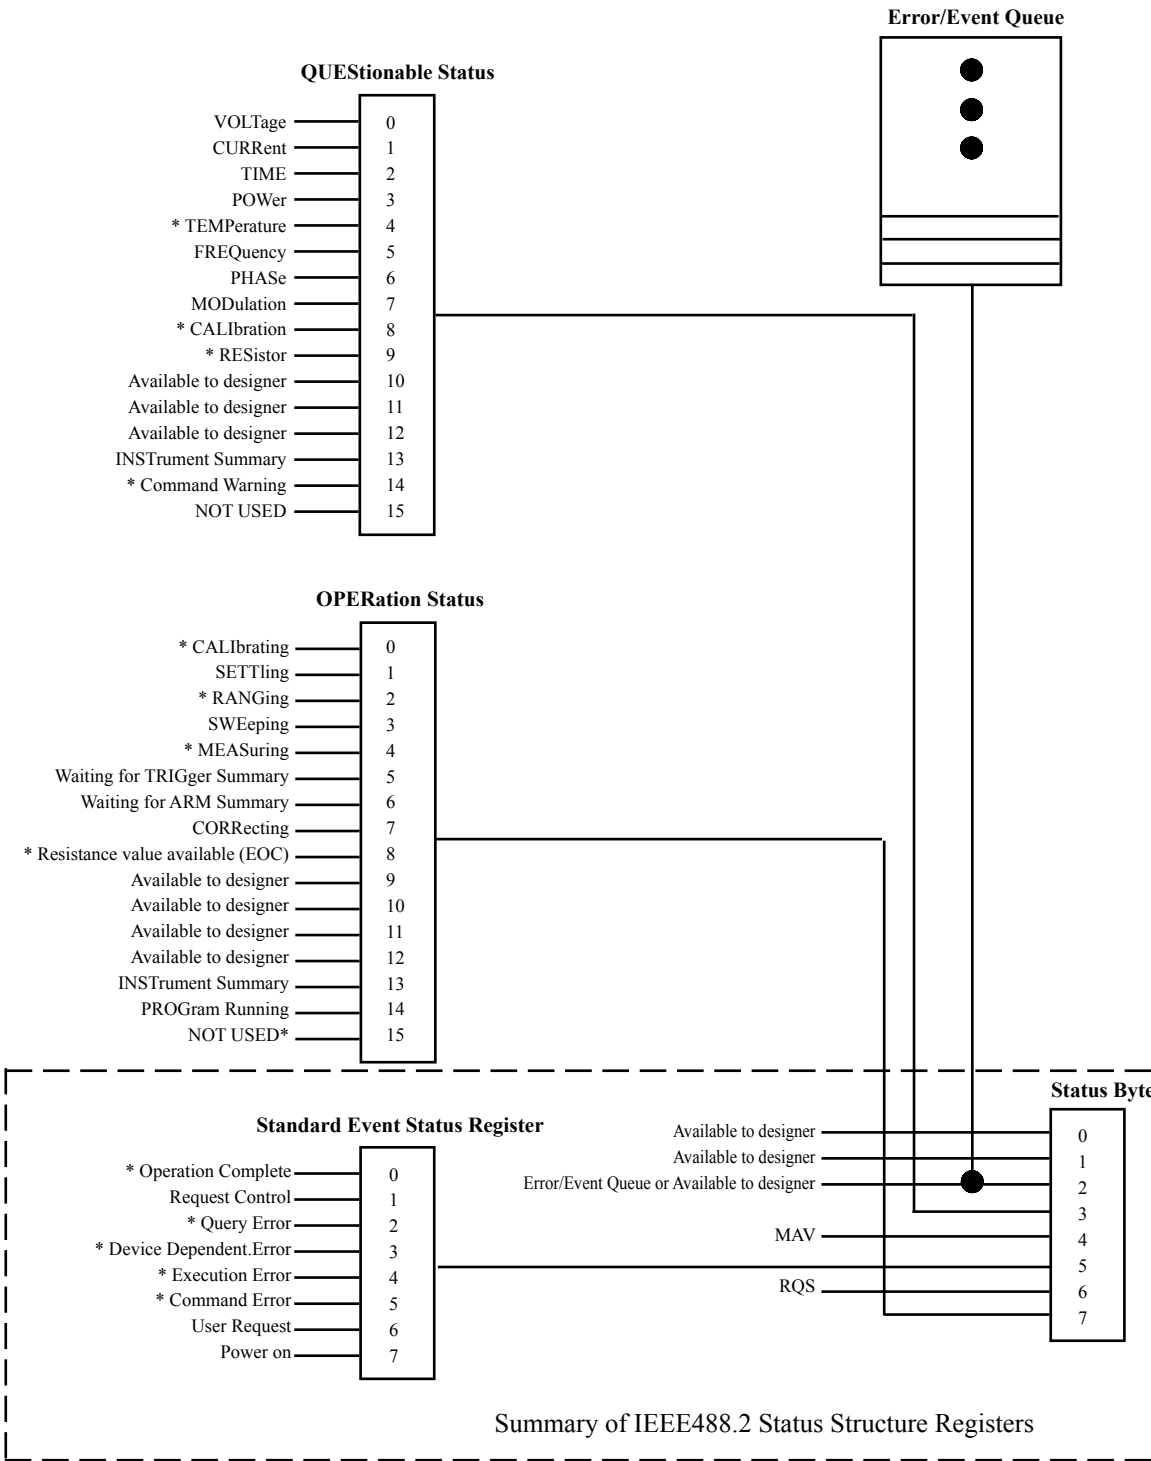 Error/Event Queue
QUEStionable Status
VOLTage 0
CURRent 1
TIME 2
POWer 3
* TEMPerature 4
FREQuency 5
PHASe 6
MODulation 7
* CALIbration 8
* RESistor 9
Available to designer 10
Available to designer 11
Available to designer 12
INSTrument Summary 13
* Command Warning 14
NOT USED 15
OPERation Status
* CALIbrating 0
SETTling 1
* RANGing 2
SWEeping 3
* MEASuring 4
Waiting for TRIGger Summary 5
Waiting for ARM Summary 6
CORRecting 7
* Resistance value available (EOC) 8
Available to designer 9
Available to designer 10
Available to designer 11
Available to designer 12
INSTrument Summary 13
PROGram Running 14
NOT USED* 15
Standard Event Status Register
* Operation Complete 0
Request Control 1
* Query Error 2
* Device Dependent.Error 3
* Execution Error 4
* Command Error 5
User Request 6
Power on 7
Status Byte
Available to designer 0
Available to designer 1
Error/Event Queue or Available to designer 2
3
MAV 4
5
RQS 6
7
Summary of IEEE488.2 Status Structure Registers